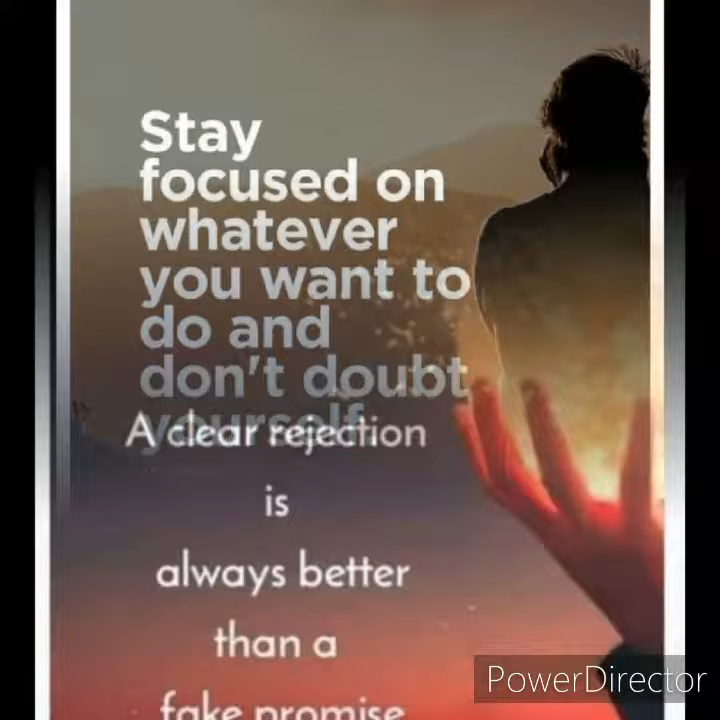 Stay
focused on
whatever
you want to
do and
don't doubt
yourself.
A clear rejection
is
always better
than a
fake promise
PowerDirector